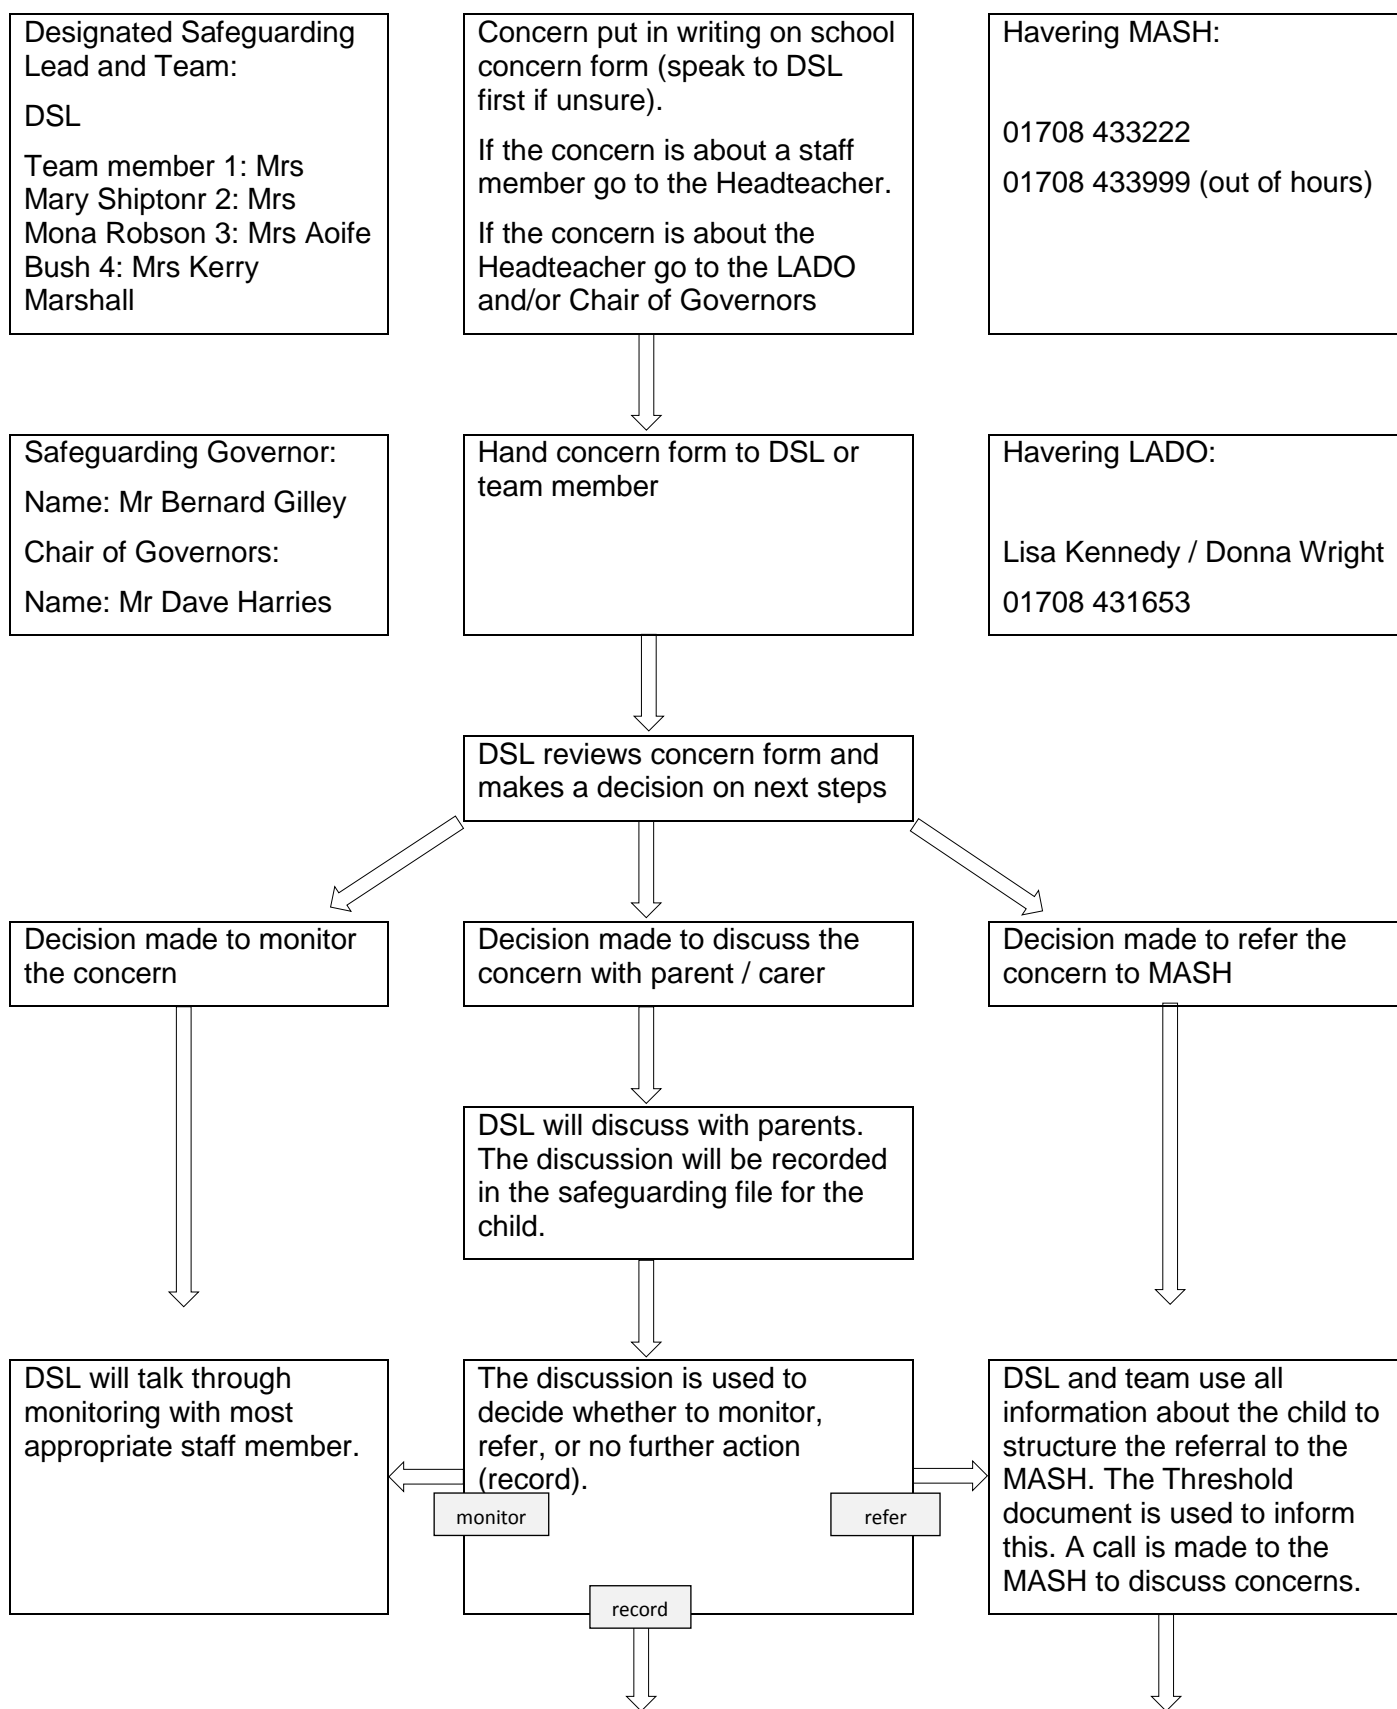 Designated Safeguarding
Lead and Team:
DSL
Team member 1: Mrs
Mary Shiptonr 2: Mrs
Mona Robson 3: Mrs Aoife
Bush 4: Mrs Kerry
Marshall
Concern put in writing on school
concern form (speak to DSL
first if unsure).
If the concern is about a staff
member go to the Headteacher.
If the concern is about the
Headteacher go to the LADO
and/or Chair of Governors
Havering MASH:
01708 433222
01708 433999 (out of hours)
Safeguarding Governor:
Name: Mr Bernard Gilley
Chair of Governors:
Name: Mr Dave Harries
Hand concern form to DSL or
team member
Havering LADO:
Lisa Kennedy / Donna Wright
01708 431653
DSL reviews concern form and
makes a decision on next steps
Decision made to monitor
the concern
Decision made to discuss the
concern with parent / carer
Decision made to refer the
concern to MASH
DSL will discuss with parents.
The discussion will be recorded
in the safeguarding file for the
child.
DSL will talk through
monitoring with most
appropriate staff member.
The discussion is used to
decide whether to monitor,
refer, or no further action
(record).
monitor
refer
record
DSL and team use all
information about the child to
structure the referral to the
MASH. The Threshold
document is used to inform
this. A call is made to the
MASH to discuss concerns.